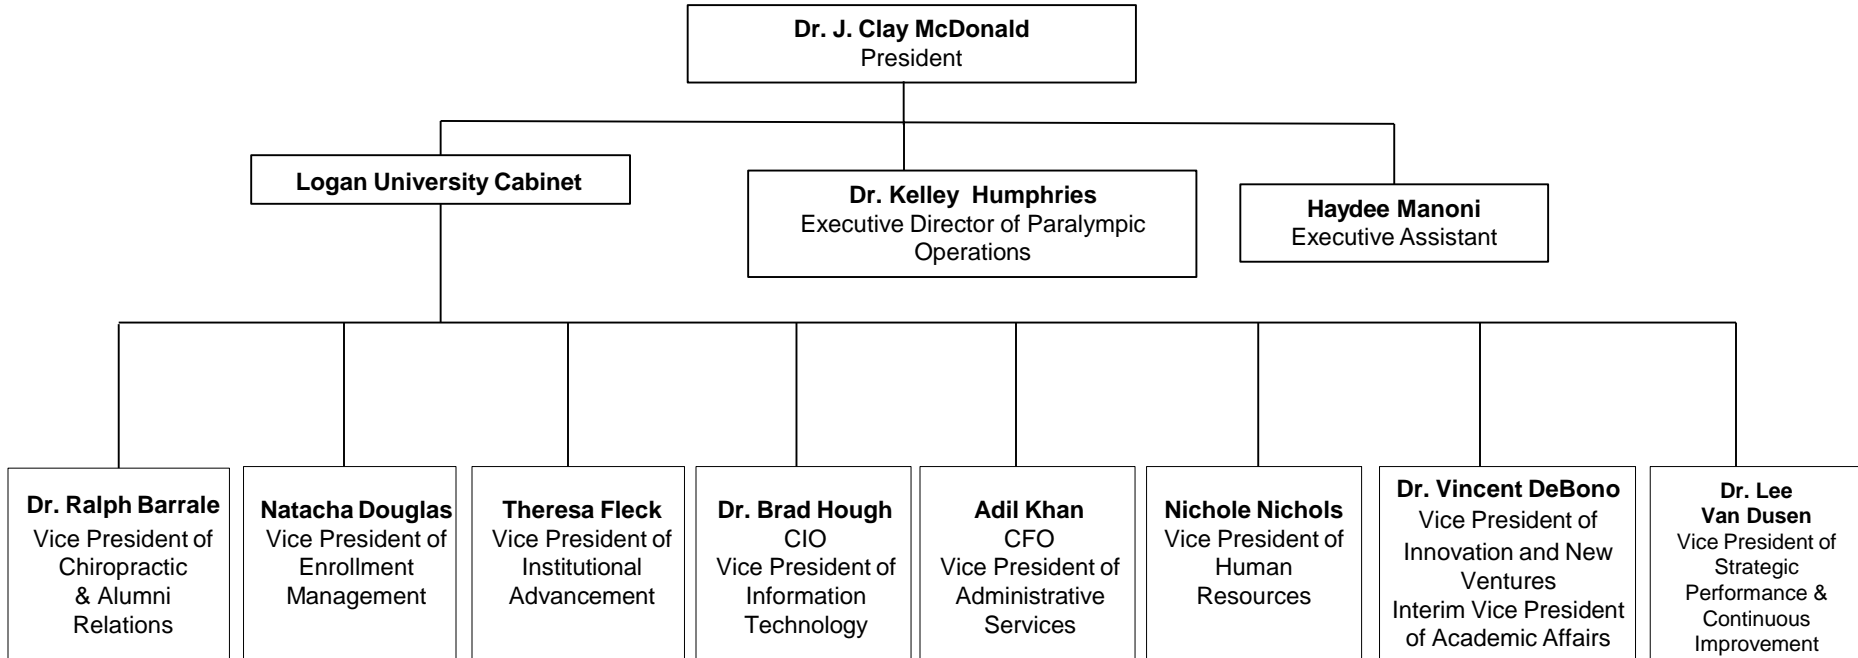 Dr. J. Clay McDonald
President
Logan University Cabinet
Dr. Kelley Humphries
Executive Director of Paralympic
Operations
Haydee Manoni
Executive Assistant
Dr. Ralph Barrale
Vice President of
Chiropractic
& Alumni
Relations
Natacha Douglas
Vice President of
Enrollment
Management
Theresa Fleck
Vice President of
Institutional
Advancement
Dr. Brad Hough
CIO
Vice President of
Information
Technology
Adil Khan
CFO
Vice President of
Administrative
Services
Nichole Nichols
Vice President of
Human
Resources
Dr. Vincent DeBono
Vice President of
Innovation and New
Ventures
Interim Vice President
of Academic Affairs
Dr. Lee
Van Dusen
Vice President of
Strategic
Performance &
Continuous
Improvement